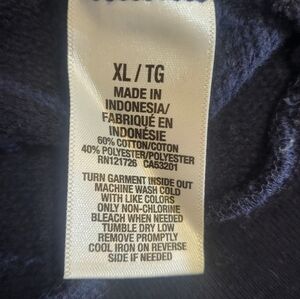 XL / TG
MADE IN
INDONESIA/
FABRIQUÉ EN
INDONÉSIE
60% COTTON/COTON
40% POLYESTER/POLYESTER
RN121726 CA53201
TURN GARMENT INSIDE OUT
MACHINE WASH COLD
WITH LIKE COLORS
ONLY NON-CHLORINE
BLEACH WHEN NEEDED
TUMBLE DRY LOW
REMOVE PROMPTLY
COOL IRON ON REVERSE
SIDE IF NEEDED